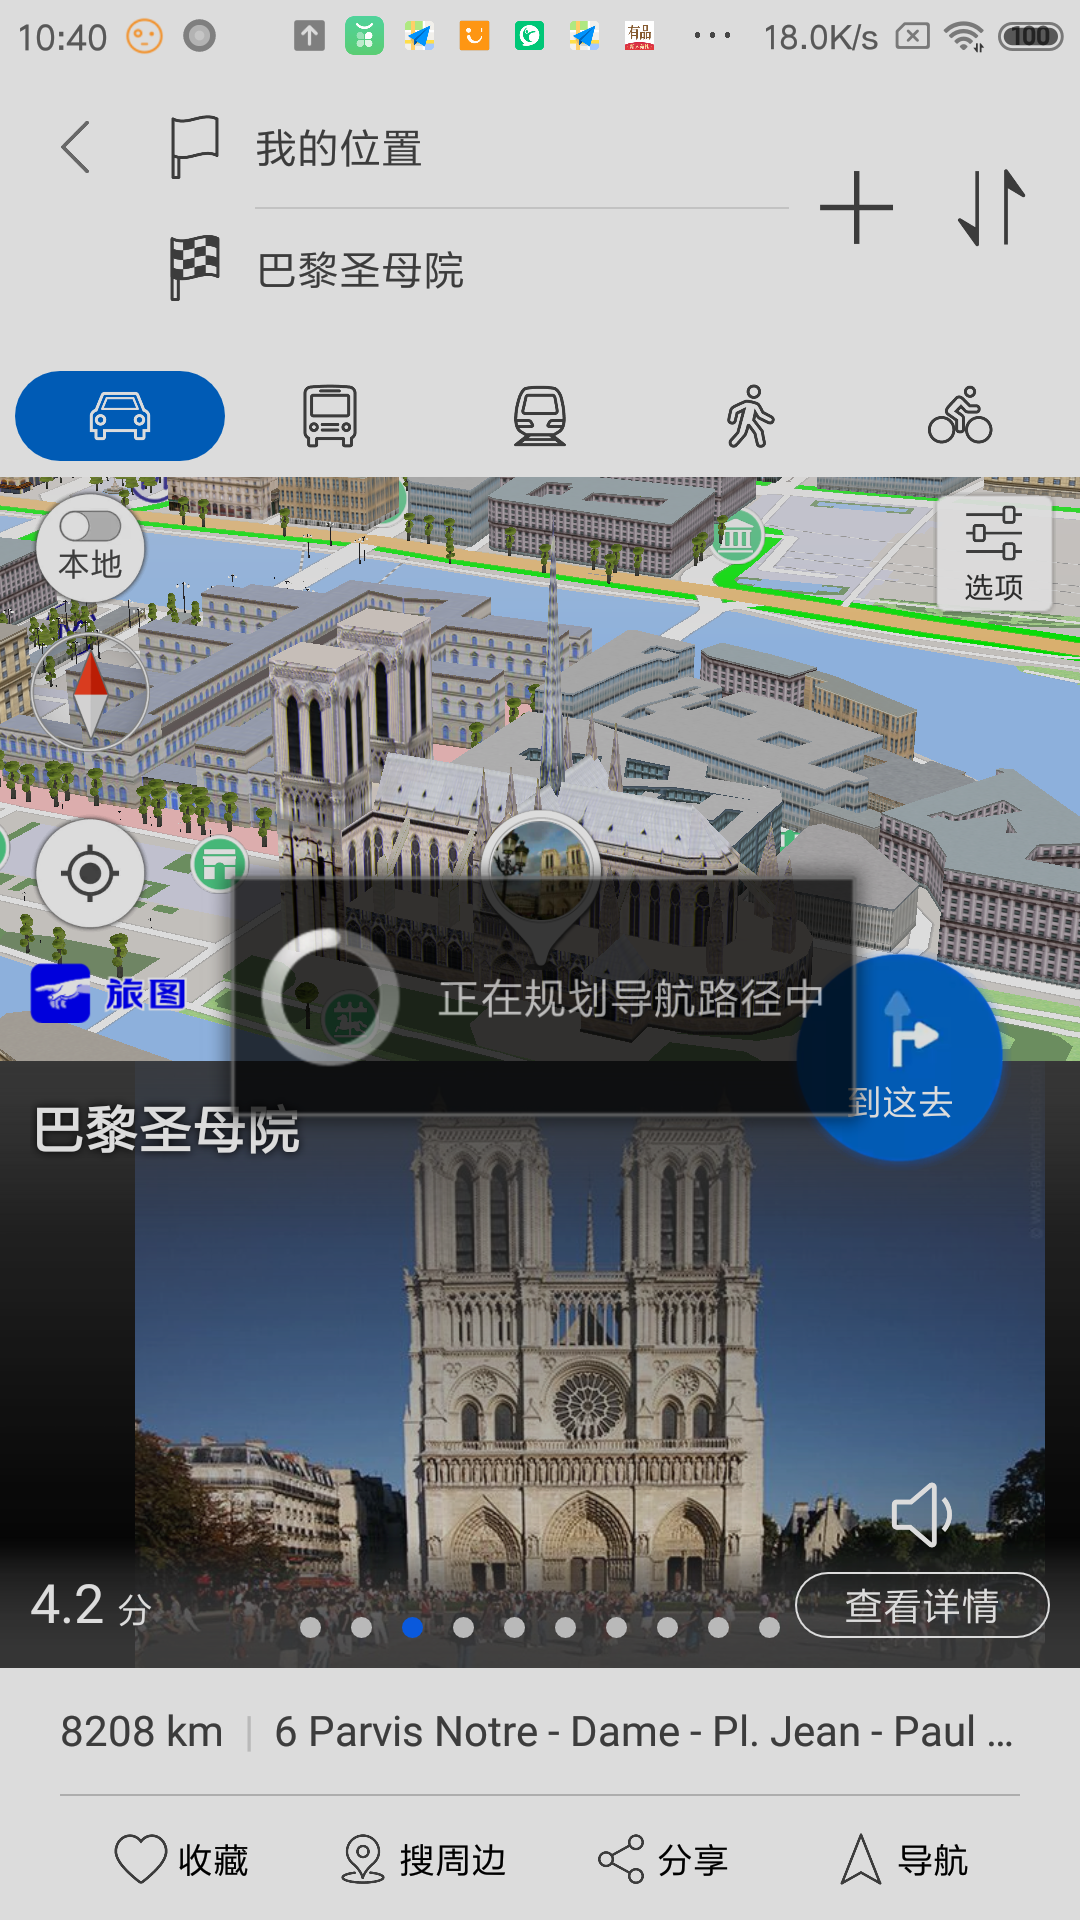 10:40
有品
18.0K/s
100
我的位置
巴黎圣母院
本地
选项
旅图
正在规划导航路径中
到这去
巴黎圣母院
4.2 分
查看详情
8208 km | 6 Parvis Notre - Dame - Pl. Jean - Paul ...
收藏
搜周边
分享
导航